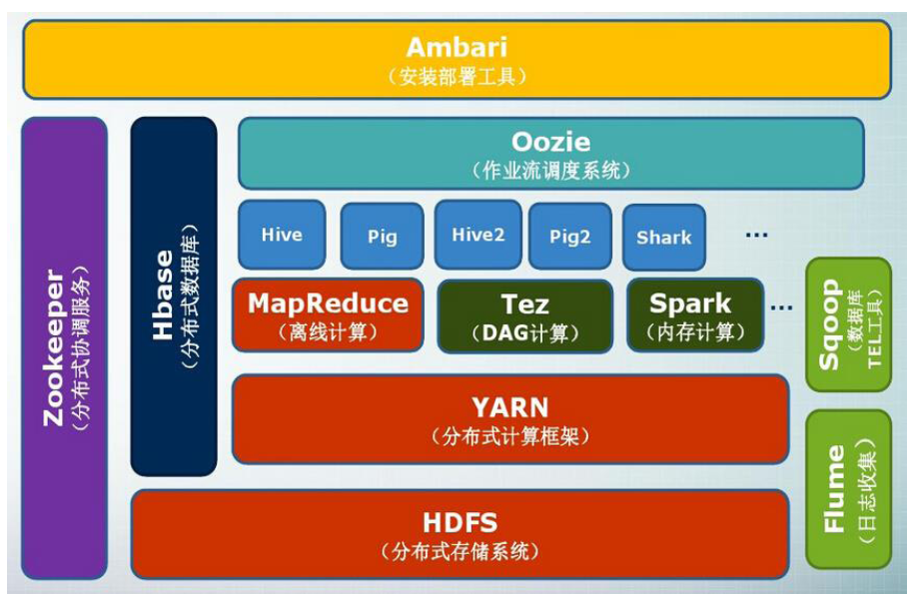 Ambari
（安装部署工具）
Zookeeper
（分布式协调服务）
Hbase
（分布式数据库）
Oozie
（作业流调度系统）
Hive
Pig
Hive2
Pig2
Shark
...
MapReduce
（离线计算）
Tez
（DAG计算）
Spark
（内存计算）
...
Sqoop
（数据库
TEL工具）
YARN
（分布式计算框架）
Flume
（日志收集）
HDFS
（分布式存储系统）